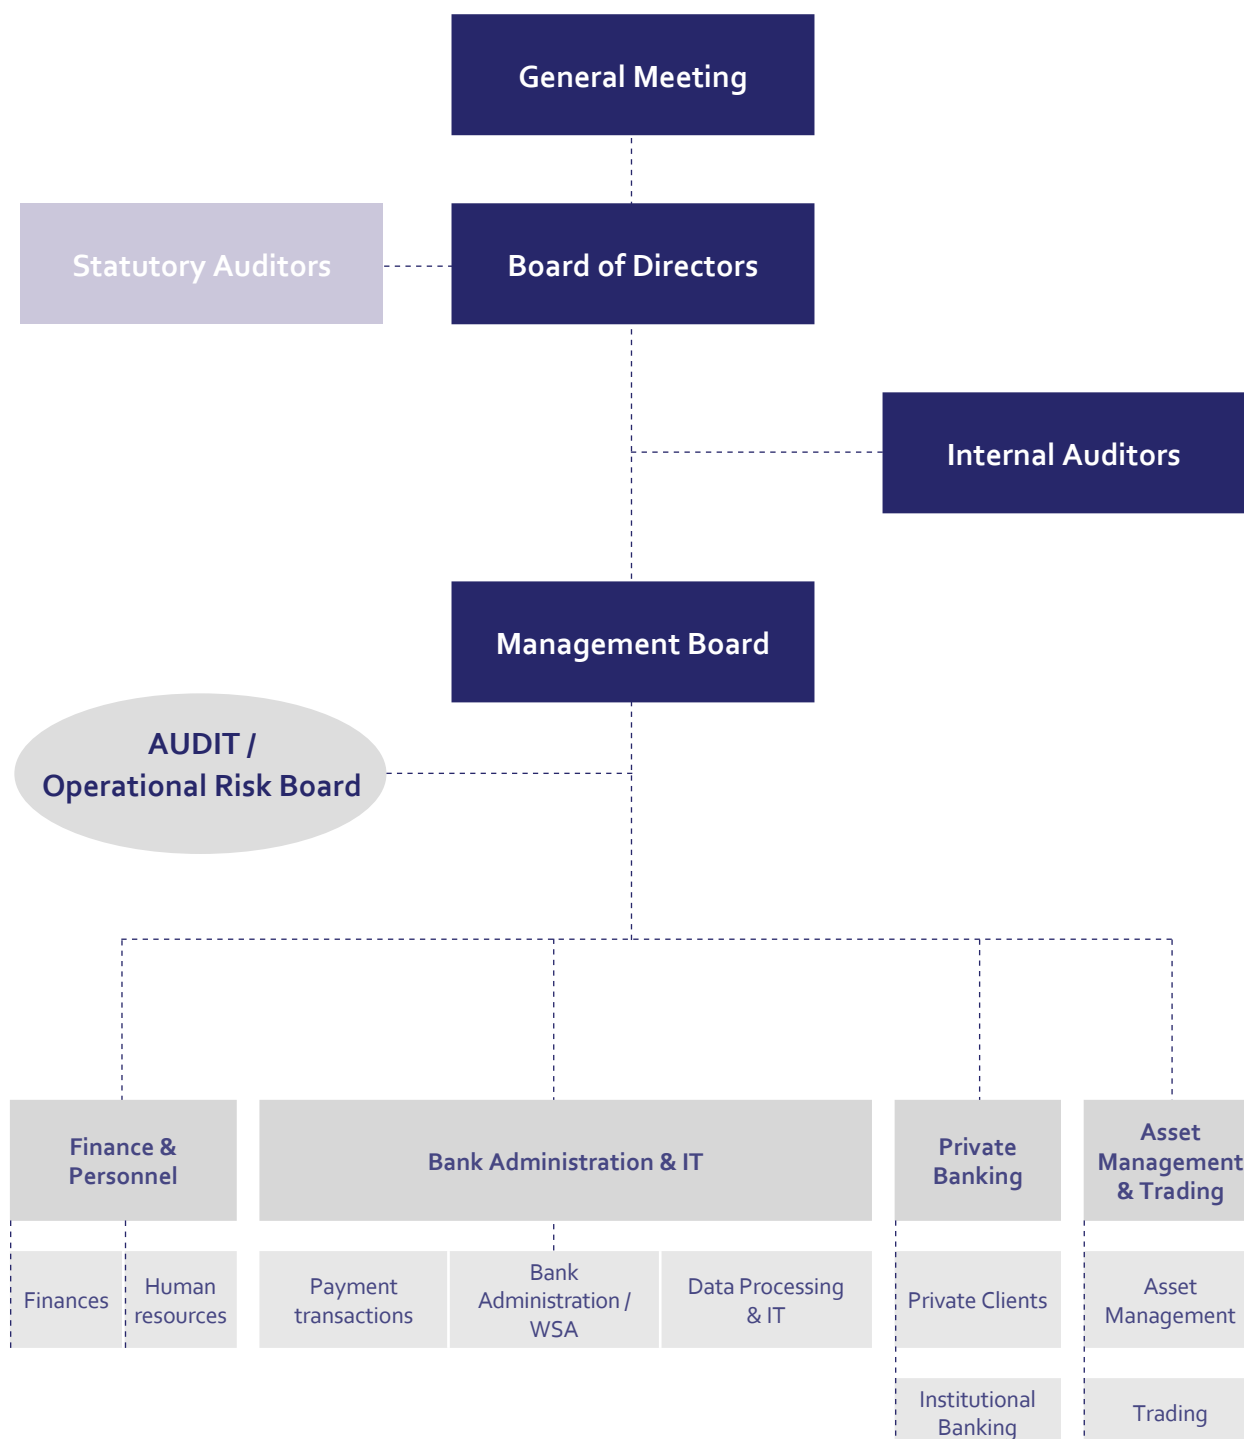 General Meeting
Statutory Auditors
Board of Directors
Internal Auditors
Management Board
AUDIT /
Operational Risk Board
Finance &
Personnel
Bank Administration & IT
Private
Banking
Asset
Management
& Trading
Finances
Human
resources
Payment
transactions
Bank
Administration /
WSA
Data Processing
& IT
Private Clients
Asset
Management
Institutional
Banking
Trading